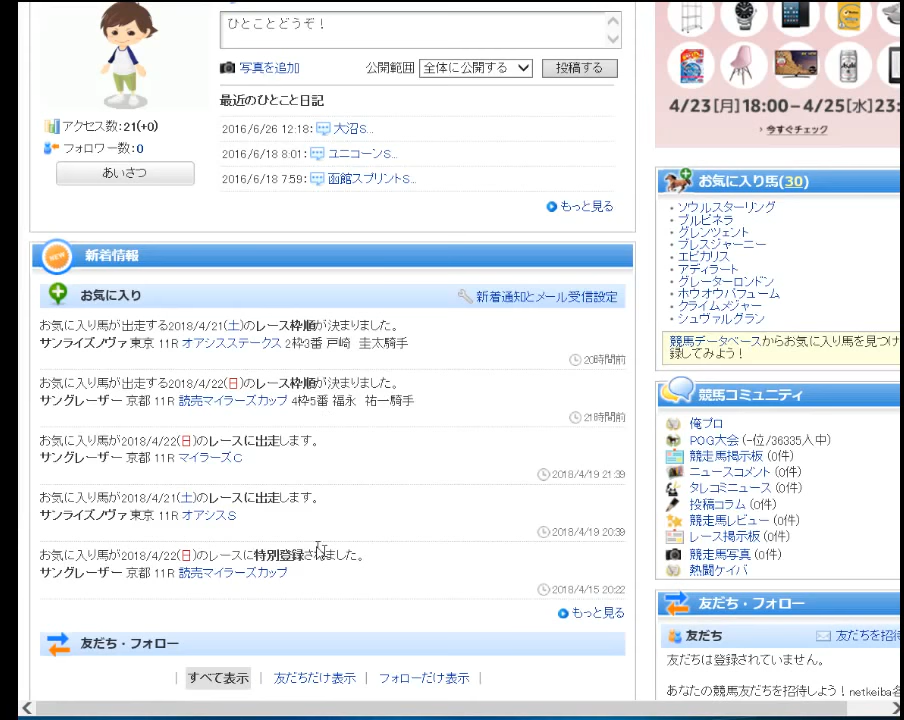 ひとことどうぞ！
写真を追加
公開範囲 全体に公開する 投稿する
最近のひとこと日記
2016/6/26 12:18: 大沼S...
2016/6/18 8:01: ユニコーンS...
2016/6/18 7:59: 函館スプリントS...
もっと見る
アクセス数:21(+0)
フォロワー数:0
あいさつ
NEW 新着情報
お気に入り
新着通知とメール受信設定
お気に入り馬が出走する2018/4/21(土)のレース枠順が決まりました。
サンライズノヴァ 東京 11R オアシスステークス 2枠3番 戸崎 圭太騎手
20時間前
お気に入り馬が出走する2018/4/22(日)のレース枠順が決まりました。
サングレーザー 京都 11R 読売マイラーズカップ 4枠5番 福永 祐一騎手
21時間前
お気に入り馬が2018/4/22(日)のレースに出走します。
サングレーザー 京都 11R マイラーズC
2018/4/19 21:39
お気に入り馬が2018/4/21(土)のレースに出走します。
サンライズノヴァ 東京 11R オアシスS
2018/4/19 20:39
お気に入り馬が2018/4/22(日)のレースに特別登録されました。
サングレーザー 京都 11R 読売マイラーズカップ
2018/4/15 20:22
もっと見る
友だち・フォロー
| すべて表示 | 友だちだけ表示 | フォローだけ表示 |
4/23[月]18:00－4/25[水]23:
› 今すぐチェック
お気に入り馬(30)
・ソウルスターリング
・ブルビネラ
・グレンツェント
・ブレスジャーニー
・エピカリス
・アディラート
・グレーターロンドン
・ホウオウパフューム
・クライムメジャー
・シュヴァルグラン
競馬データベースからお気に入り馬を見つけ
録してみよう！
競馬コミュニティ
俺プロ
POG大会 (-位/36335人中)
競走馬掲示板 (0件)
ニュースコメント (0件)
タレコミニュース (0件)
投稿コラム (0件)
競走馬レビュー (0件)
レース掲示板 (0件)
競走馬写真 (0件)
熱闘ケイバ
友だち・フォロー
友だち 友だちを招待
友だちは登録されていません。
あなたの競馬友だちを招待しよう！netkeiba名